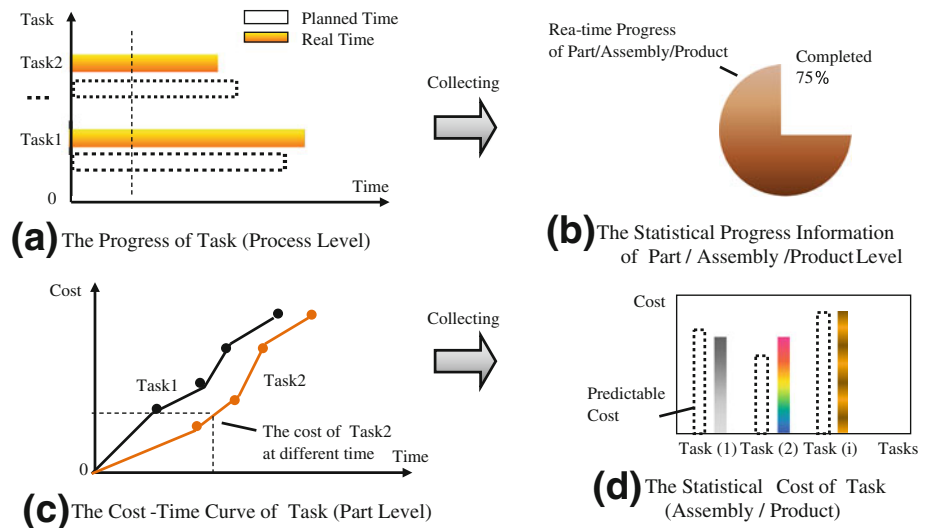 Task
Planned Time
Real Time
Task2
...
Task1
0
Time
(a) The Progress of Task (Process Level)
Collecting
Rea-time Progress
of Part/Assembly/Product
Completed
75%
(b) The Statistical Progress Information
of Part / Assembly /Product Level
Cost
Task1
Task2
The cost of Task2
at different time
0
Time
(c) The Cost -Time Curve of Task (Part Level)
Collecting
Cost
Predictable
Cost
Task (1) Task (2) Task (i) Tasks
(d) The Statistical Cost of Task
(Assembly / Product)